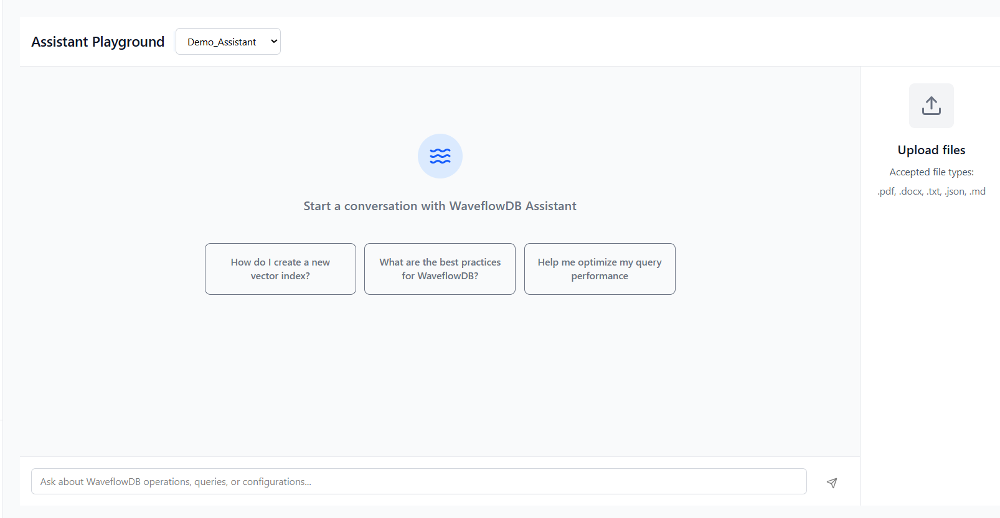 Assistant Playground
Demo_Assistant
Start a conversation with WaveflowDB Assistant
How do I create a new
vector index?
What are the best practices
for WaveflowDB?
Help me optimize my query
performance
Upload files
Accepted file types:
.pdf, .docx, .txt, .json, .md
Ask about WaveflowDB operations, queries, or configurations...